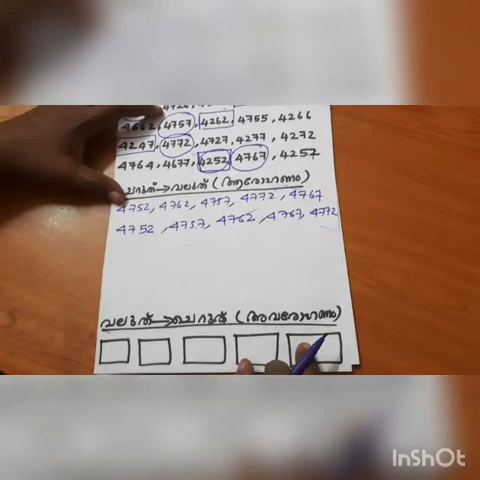 4662, 4757, 4262, 4755, 4266
4247, 4772, 4727, 4277, 4272
4764, 4677, 4252, 4767, 4257
ചെറുത് → വലുത് (ആരോഹണം)
4752, 4762, 4757, 4772, 4767
4752, 4757, 4762, 4767, 4772
വലുത് → ചെറുത് (അവരോഹണം)
InShOt